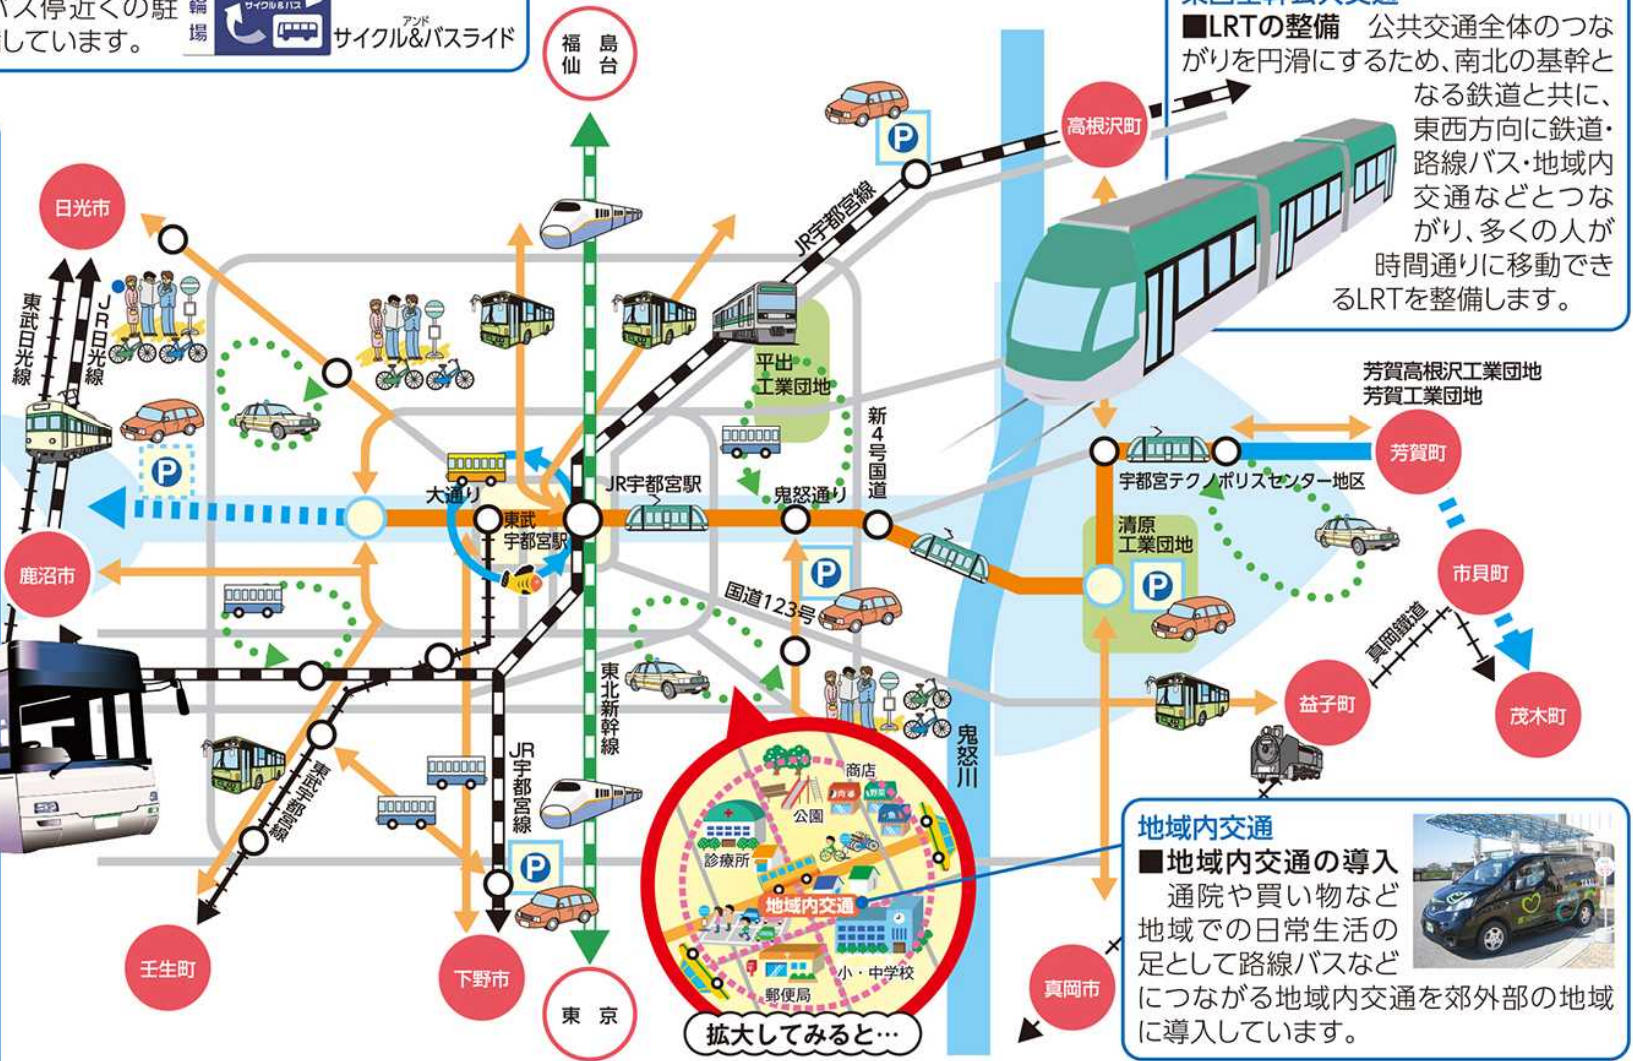 バス停近くの駐
しています。
輪
場
サイクル&バス
アンド
サイクル&バスライド
福島
仙台
■LRTの整備　公共交通全体のつな
がりを円滑にするため、南北の基幹と
なる鉄道と共に、
東西方向に鉄道・
路線バス・地域内
交通などとつな
がり、多くの人が
時間通りに移動でき
るLRTを整備します。
高根沢町
P
日光市
JR宇都宮線
東武日光線
JR日光線
平出
工業団地
芳賀高根沢工業団地
芳賀工業団地
新4号国道
P
芳賀町
大通り
JR宇都宮駅
鬼怒通り
宇都宮テクノポリスセンター地区
東武
宇都宮駅
清原
工業団地
鹿沼市
P
P
市貝町
国道123号
真岡鐵道
東北新幹線
益子町
茂木町
鬼怒川
JR宇都宮線
東武宇都宮線
商店
肉
野菜
公園
診療所
P
地域内交通
小・中学校
郵便局
拡大してみると…
壬生町
下野市
東京
真岡市
地域内交通
■地域内交通の導入
通院や買い物など
地域での日常生活の
足として路線バスなど
につながる地域内交通を郊外部の地域
に導入しています。
TAXI